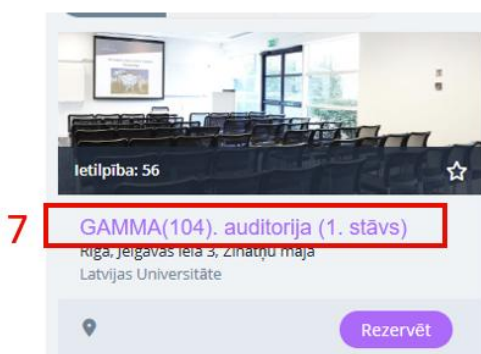 Ietilpība: 56
7
GAMMA(104). auditorija (1. stāvs)
Rīga, Jelgavas iela 3, Zinātņu māja
Latvijas Universitāte
Rezervēt